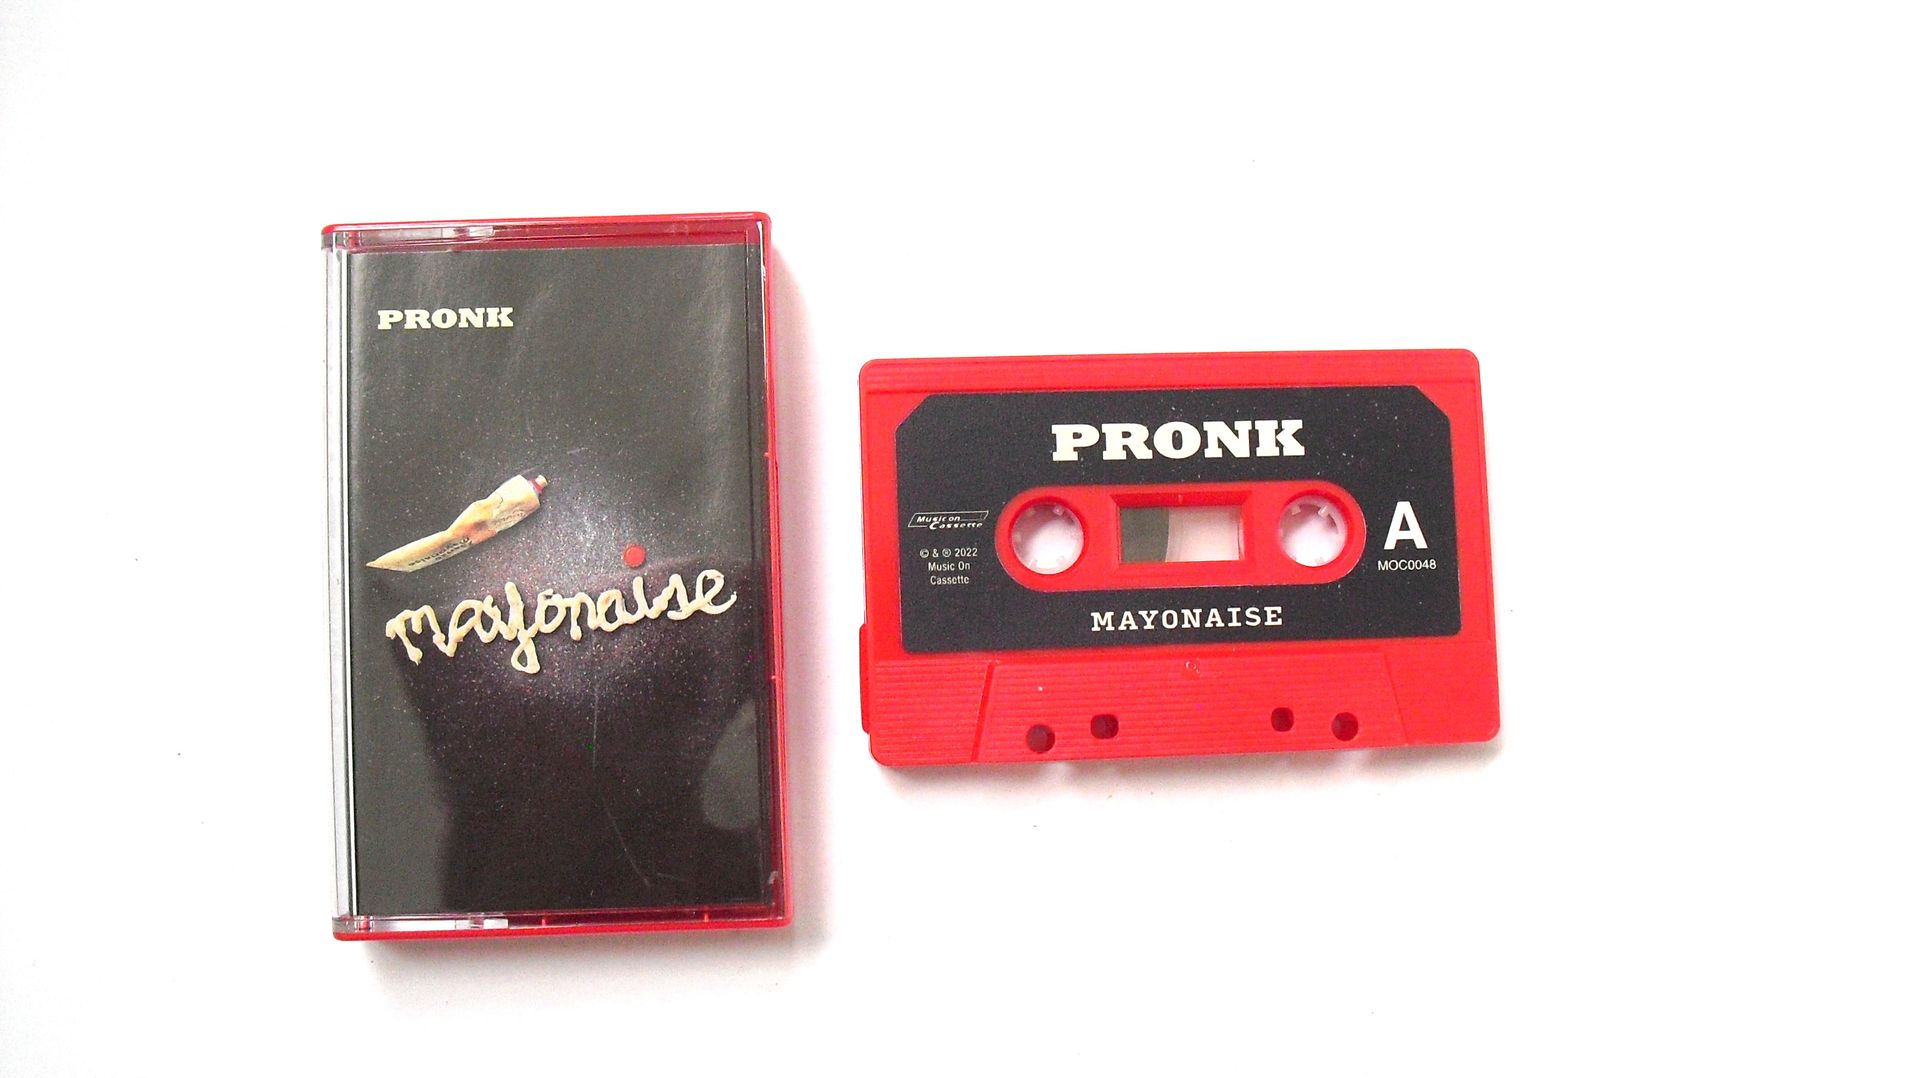 PRONK
mayonaise
PRONK
Music on
Cassette
© & ℗ 2022
Music On
Cassette
A
MOC0048
MAYONAISE